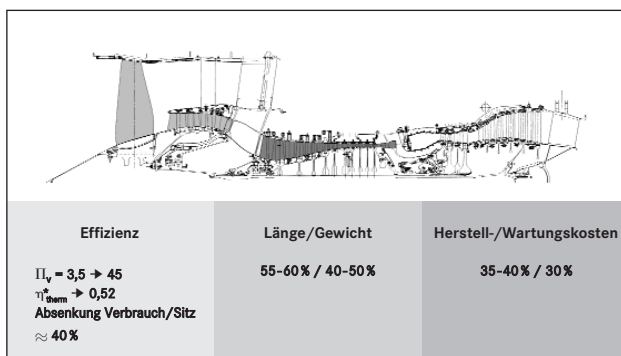 Effizienz
Πv = 3,5 → 45
η*therm → 0,52
Absenkung Verbrauch/Sitz
≈ 40 %
Länge/Gewicht
55-60 % / 40-50 %
Herstell-/Wartungskosten
35-40 % / 30 %